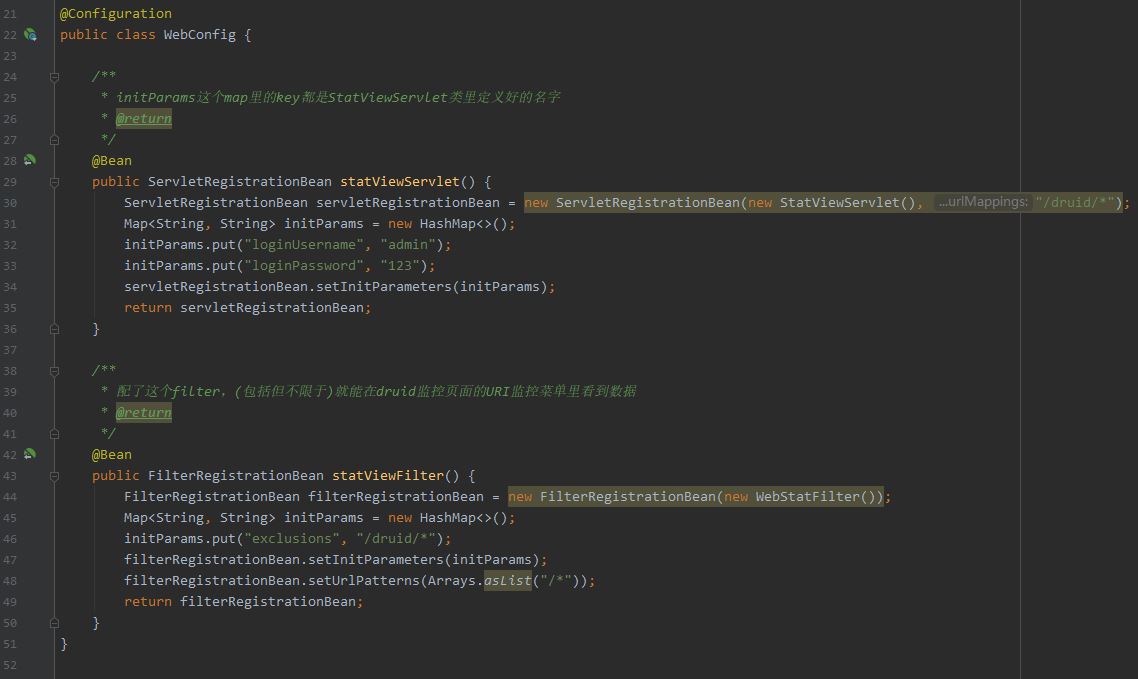 21 @Configuration
22 public class WebConfig {
23
24 /**
25 * initParams这个map里的key都是StatViewServlet类里定义好的名字
26 * @return
27 */
28 @Bean
29 public ServletRegistrationBean statViewServlet() {
30 ServletRegistrationBean servletRegistrationBean = new ServletRegistrationBean(new StatViewServlet(), ...urlMappings: "/druid/*");
31 Map<String, String> initParams = new HashMap<>();
32 initParams.put("loginUsername", "admin");
33 initParams.put("loginPassword", "123");
34 servletRegistrationBean.setInitParameters(initParams);
35 return servletRegistrationBean;
36 }
37
38 /**
39 * 配了这个filter，(包括但不限于)就能在druid监控页面的URI监控菜单里看到数据
40 * @return
41 */
42 @Bean
43 public FilterRegistrationBean statViewFilter() {
44 FilterRegistrationBean filterRegistrationBean = new FilterRegistrationBean(new WebStatFilter());
45 Map<String, String> initParams = new HashMap<>();
46 initParams.put("exclusions", "/druid/*");
47 filterRegistrationBean.setInitParameters(initParams);
48 filterRegistrationBean.setUrlPatterns(Arrays.asList("/*"));
49 return filterRegistrationBean;
50 }
51 }
52